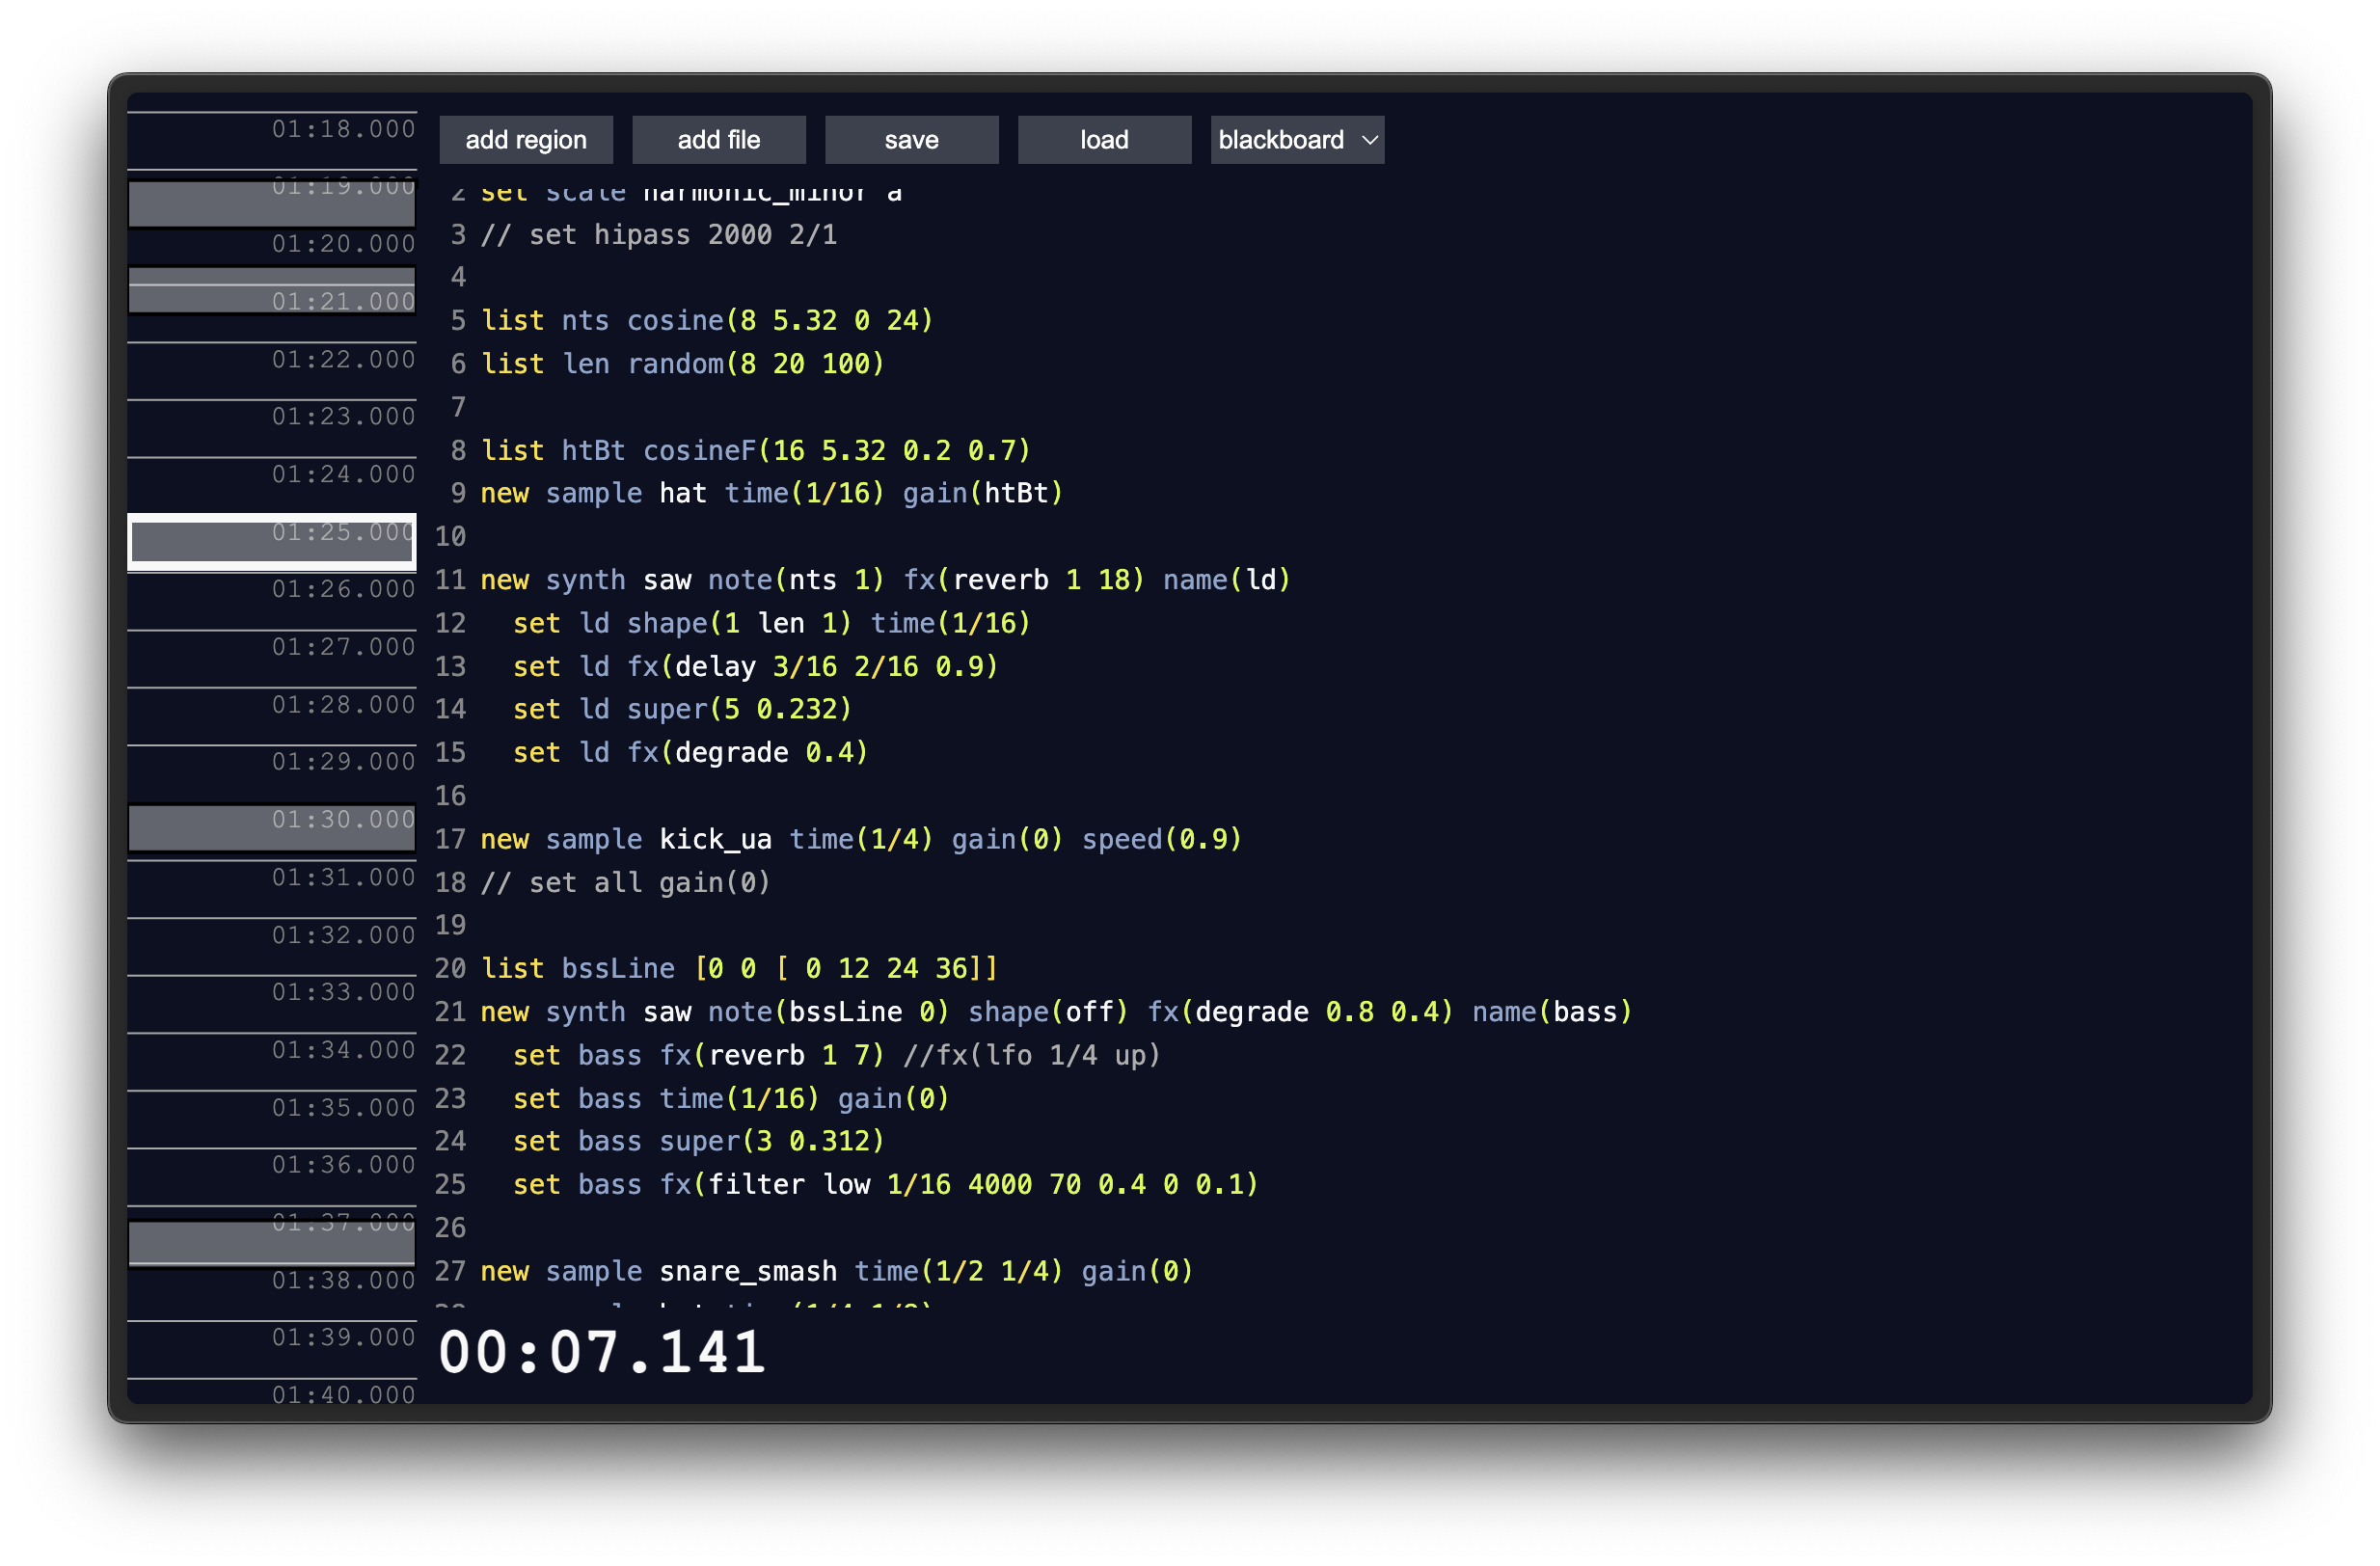 add region add file save load blackboard
01:18.000
01:19.000
01:20.000
01:21.000
01:22.000
01:23.000
01:24.000
01:25.000
01:26.000
01:27.000
01:28.000
01:29.000
01:30.000
01:31.000
01:32.000
01:33.000
01:34.000
01:35.000
01:36.000
01:37.000
01:38.000
01:39.000
01:40.000
2 set scale harmonic_minor a
3 // set hipass 2000 2/1
4
5 list nts cosine(8 5.32 0 24)
6 list len random(8 20 100)
7
8 list htBt cosineF(16 5.32 0.2 0.7)
9 new sample hat time(1/16) gain(htBt)
10
11 new synth saw note(nts 1) fx(reverb 1 18) name(ld)
12 set ld shape(1 len 1) time(1/16)
13 set ld fx(delay 3/16 2/16 0.9)
14 set ld super(5 0.232)
15 set ld fx(degrade 0.4)
16
17 new sample kick_ua time(1/4) gain(0) speed(0.9)
18 // set all gain(0)
19
20 list bssLine [0 0 [ 0 12 24 36]]
21 new synth saw note(bssLine 0) shape(off) fx(degrade 0.8 0.4) name(bass)
22 set bass fx(reverb 1 7) //fx(lfo 1/4 up)
23 set bass time(1/16) gain(0)
24 set bass super(3 0.312)
25 set bass fx(filter low 1/16 4000 70 0.4 0 0.1)
26
27 new sample snare_smash time(1/2 1/4) gain(0)
00:07.141